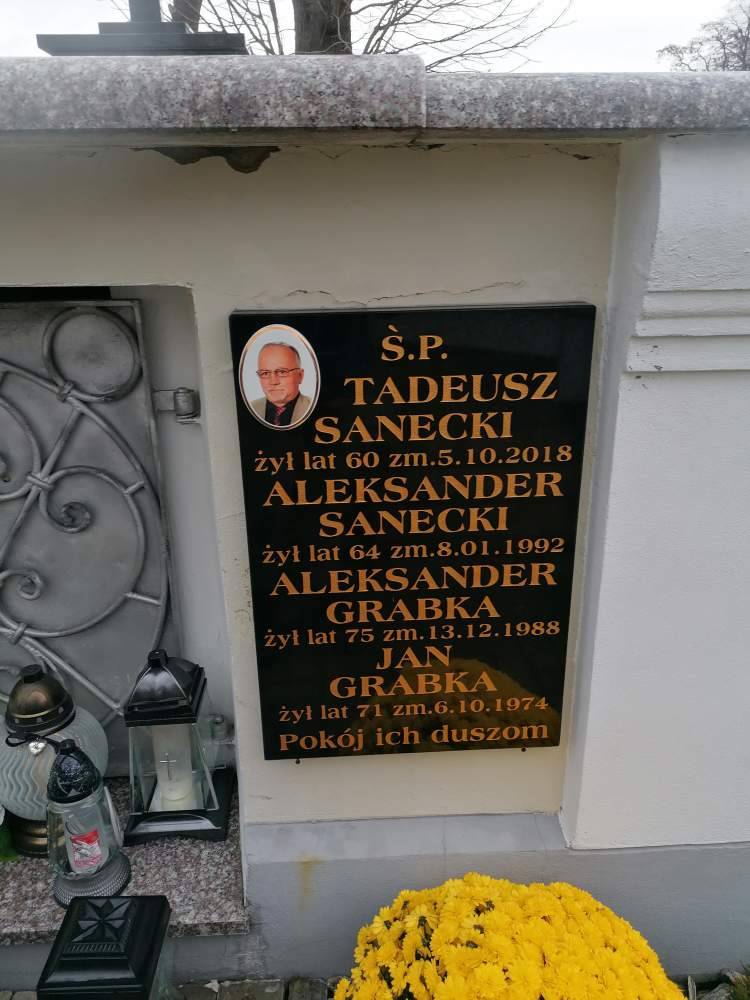 Ṡ.P.
TADEUSZ
SANECKI
żył lat 60 zm.5.10.2018
ALEKSANDER
SANECKI
żył lat 64 zm.8.01.1992
ALEKSANDER
GRABKA
żył lat 75 zm.13.12.1988
JAN
GRABKA
żył lat 71 zm.6.10.1974
Pokój ich duszom